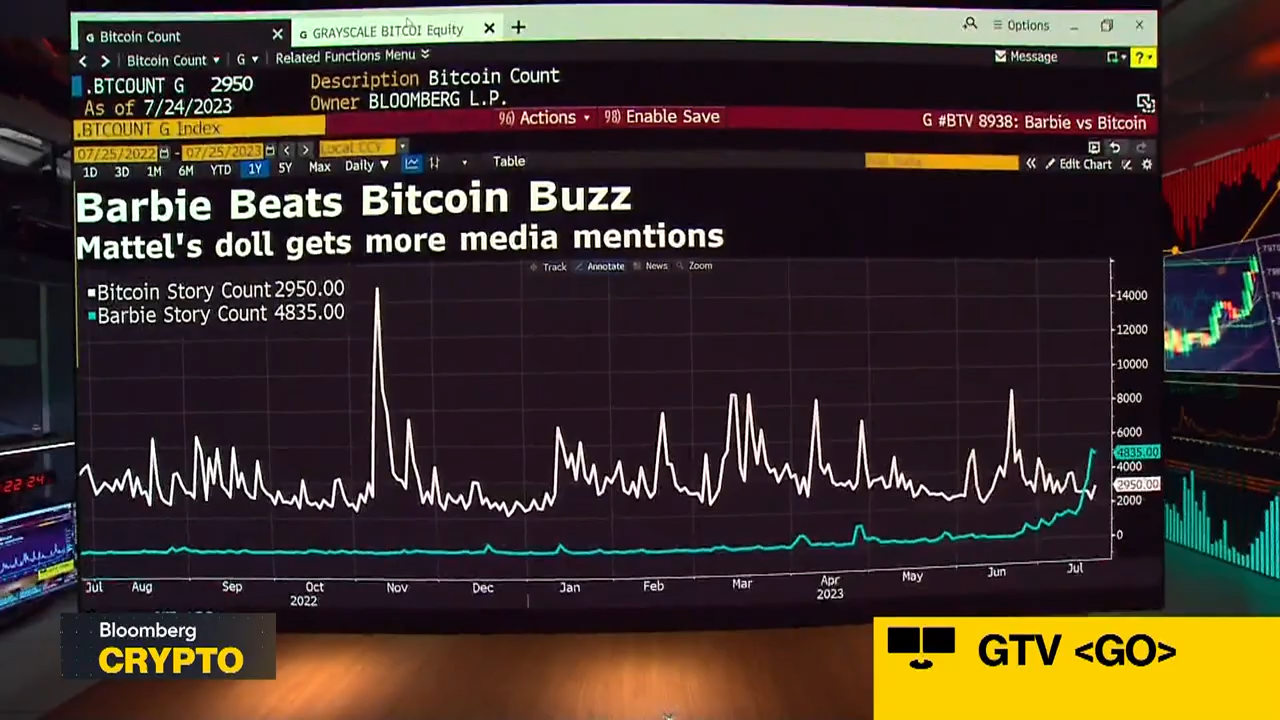 G Bitcoin Count
G GRAYSCALE BITCOI Equity
Options
Bitcoin Count
G
Related Functions Menu
Message
?
.BTCOUNT G 2950
Description Bitcoin Count
As of 7/24/2023
Owner BLOOMBERG L.P.
.BTCOUNT G Index
96) Actions
98) Enable Save
G #BTV 8938: Barbie vs Bitcoin
07/25/2022 - 07/25/2023
Local CCY
1D 3D 1M 6M YTD 1Y 5Y Max Daily ▼
Table
« Edit Chart
Barbie Beats Bitcoin Buzz
Mattel's doll gets more media mentions
Track Annotate News Zoom
Bitcoin Story Count 2950.00
Barbie Story Count 4835.00
14000
12000
10000
8000
6000
4835.00
4000
2950.00
2000
0
Jul Aug Sep Oct Nov Dec Jan Feb Mar Apr May Jun Jul
2022 2023
22:24
Bloomberg
CRYPTO
GTV <GO>